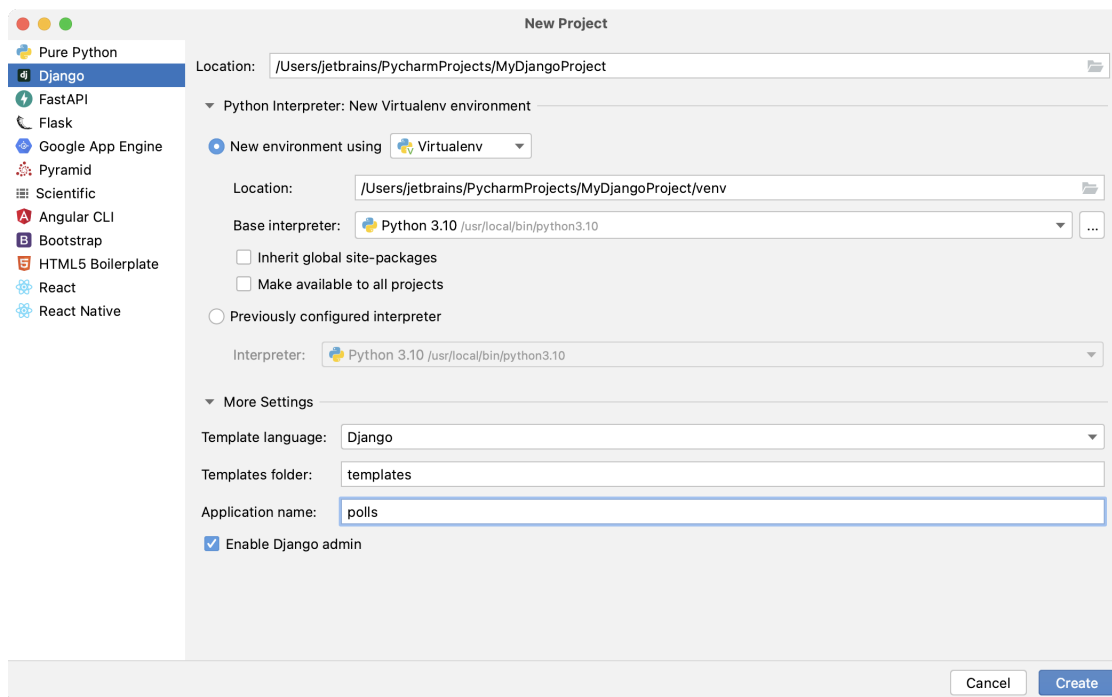 New Project
Pure Python
Django
FastAPI
Flask
Google App Engine
Pyramid
Scientific
Angular CLI
Bootstrap
HTML5 Boilerplate
React
React Native
Location: /Users/jetbrains/PycharmProjects/MyDjangoProject
Python Interpreter: New Virtualenv environment
New environment using Virtualenv
Location: /Users/jetbrains/PycharmProjects/MyDjangoProject/venv
Base interpreter: Python 3.10 /usr/local/bin/python3.10 ...
Inherit global site-packages
Make available to all projects
Previously configured interpreter
Interpreter: Python 3.10 /usr/local/bin/python3.10
More Settings
Template language: Django
Templates folder: templates
Application name: polls
Enable Django admin
Cancel Create